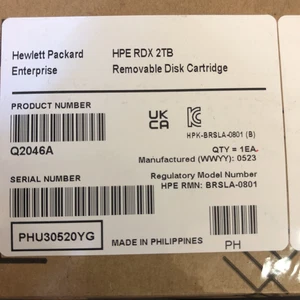 Hewlett Packard
Enterprise
HPE RDX 2TB
Removable Disk Cartridge
PRODUCT NUMBER
Q2046A
UK
CA
HPK-BRSLA-0801 (B)
QTY = 1EA.
Manufactured (WWYY): 0523
SERIAL NUMBER
Regulatory Model Number
HPE RMN: BRSLA-0801
PHU30520YG
MADE IN PHILIPPINES
PH